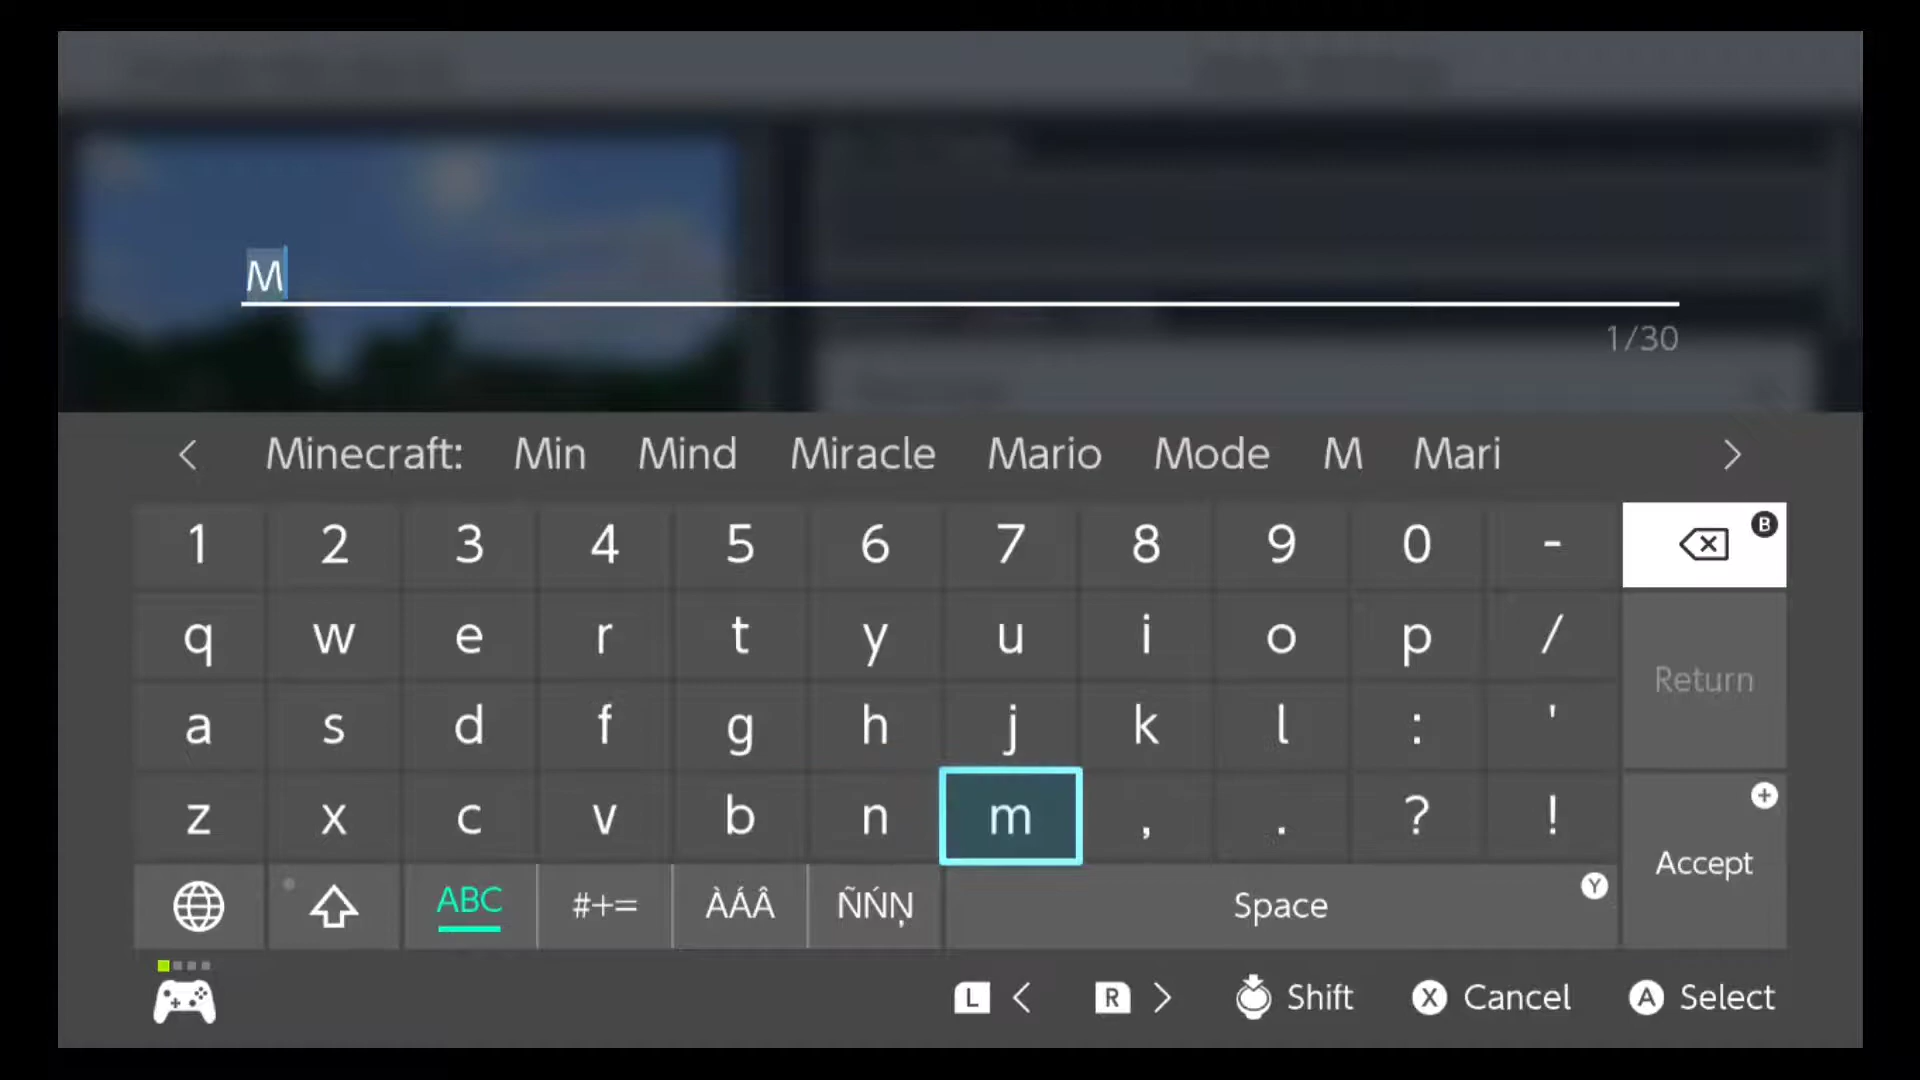 M
1/30
< Minecraft: Min Mind Miracle Mario Mode M Mari >
1 2 3 4 5 6 7 8 9 0 - B
q w e r t y u i o p /
Return
a s d f g h j k l : '
z x c v b n m , . ? ! +
Accept
ABC #+= ÀÁÂ ÑŃŅ Space Y
L < R > Shift X Cancel A Select